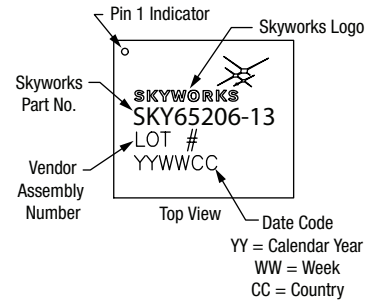 Pin 1 Indicator
Skyworks Logo
Skyworks
Part No.
SKYWORKS
SKY65206-13
LOT #
YYWWCC
Vendor
Assembly
Number
Top View
Date Code
YY = Calendar Year
WW = Week
CC = Country